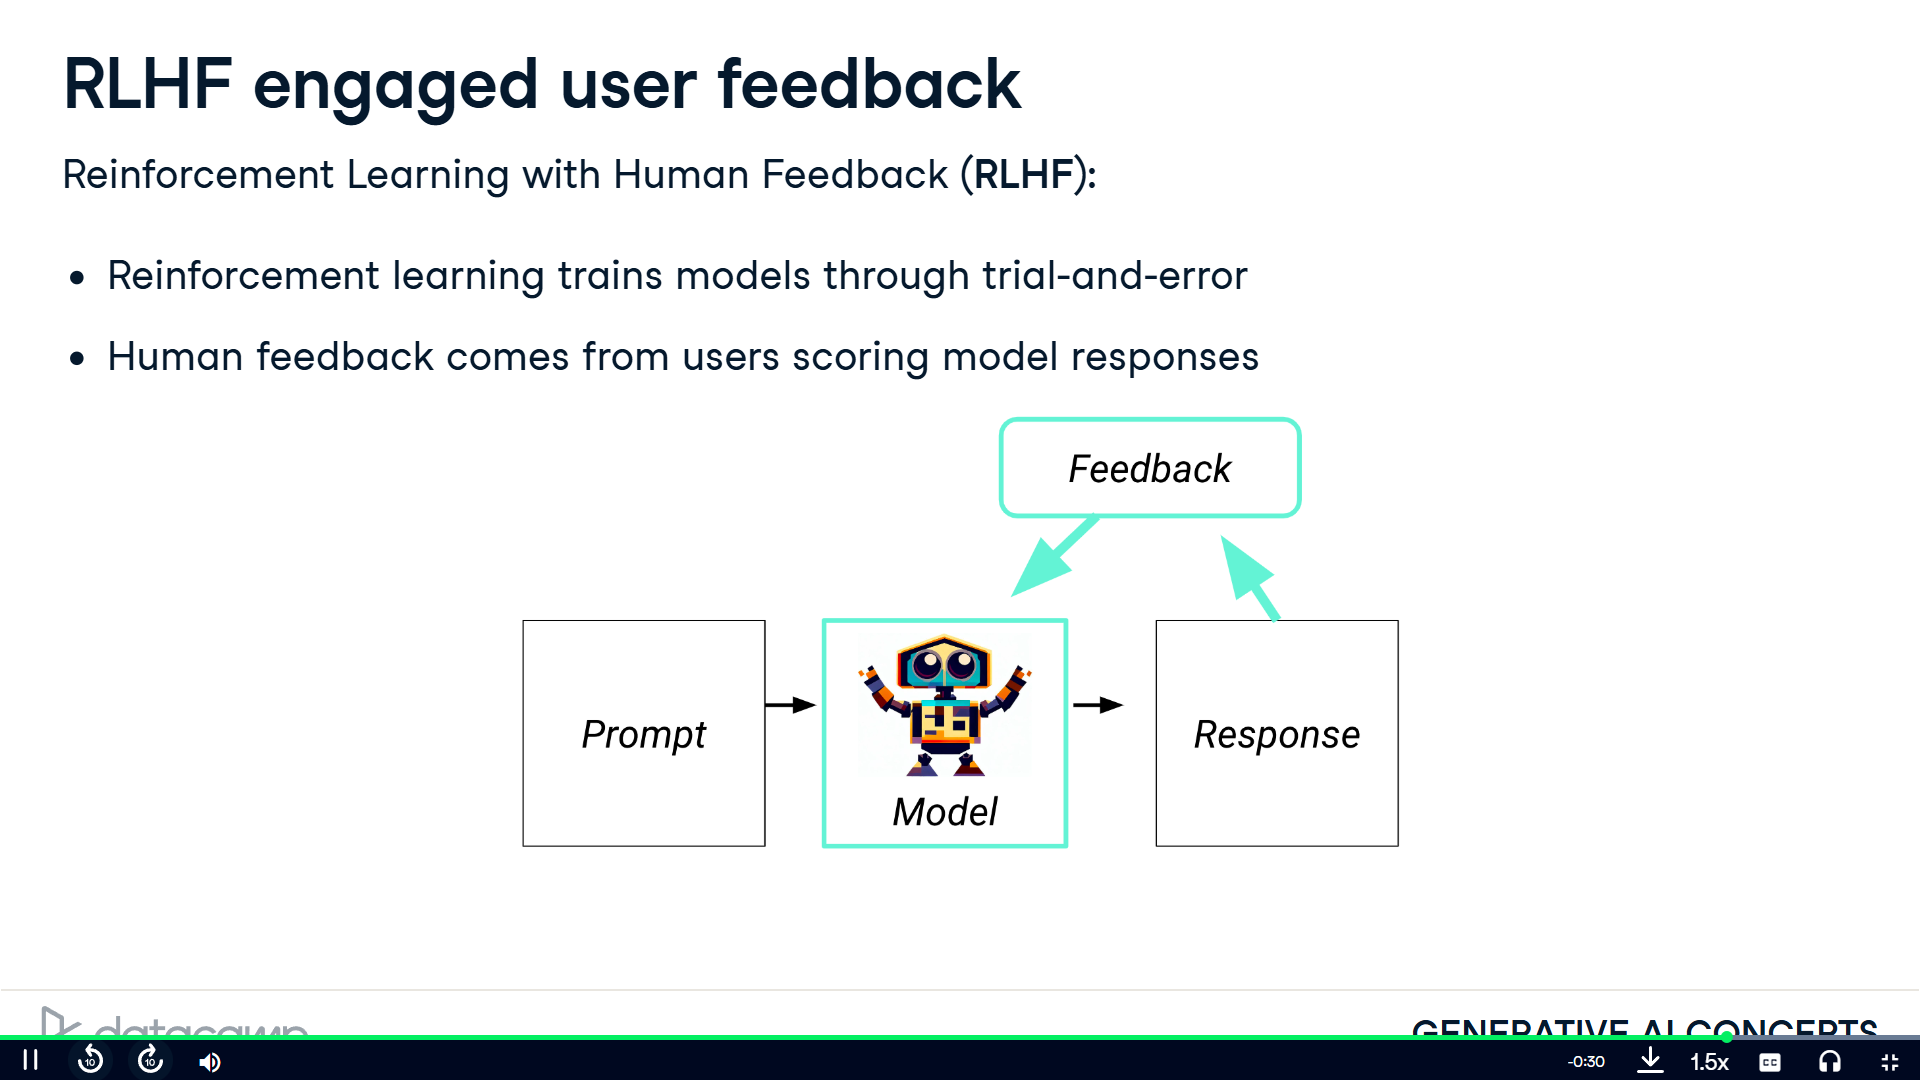 RLHF engaged user feedback
Reinforcement Learning with Human Feedback (RLHF):
• Reinforcement learning trains models through trial-and-error
• Human feedback comes from users scoring model responses
Feedback
Prompt
Model
Response
datacamp
GENERATIVE AI CONCEPTS
10
10
-0:30
1.5x
CC